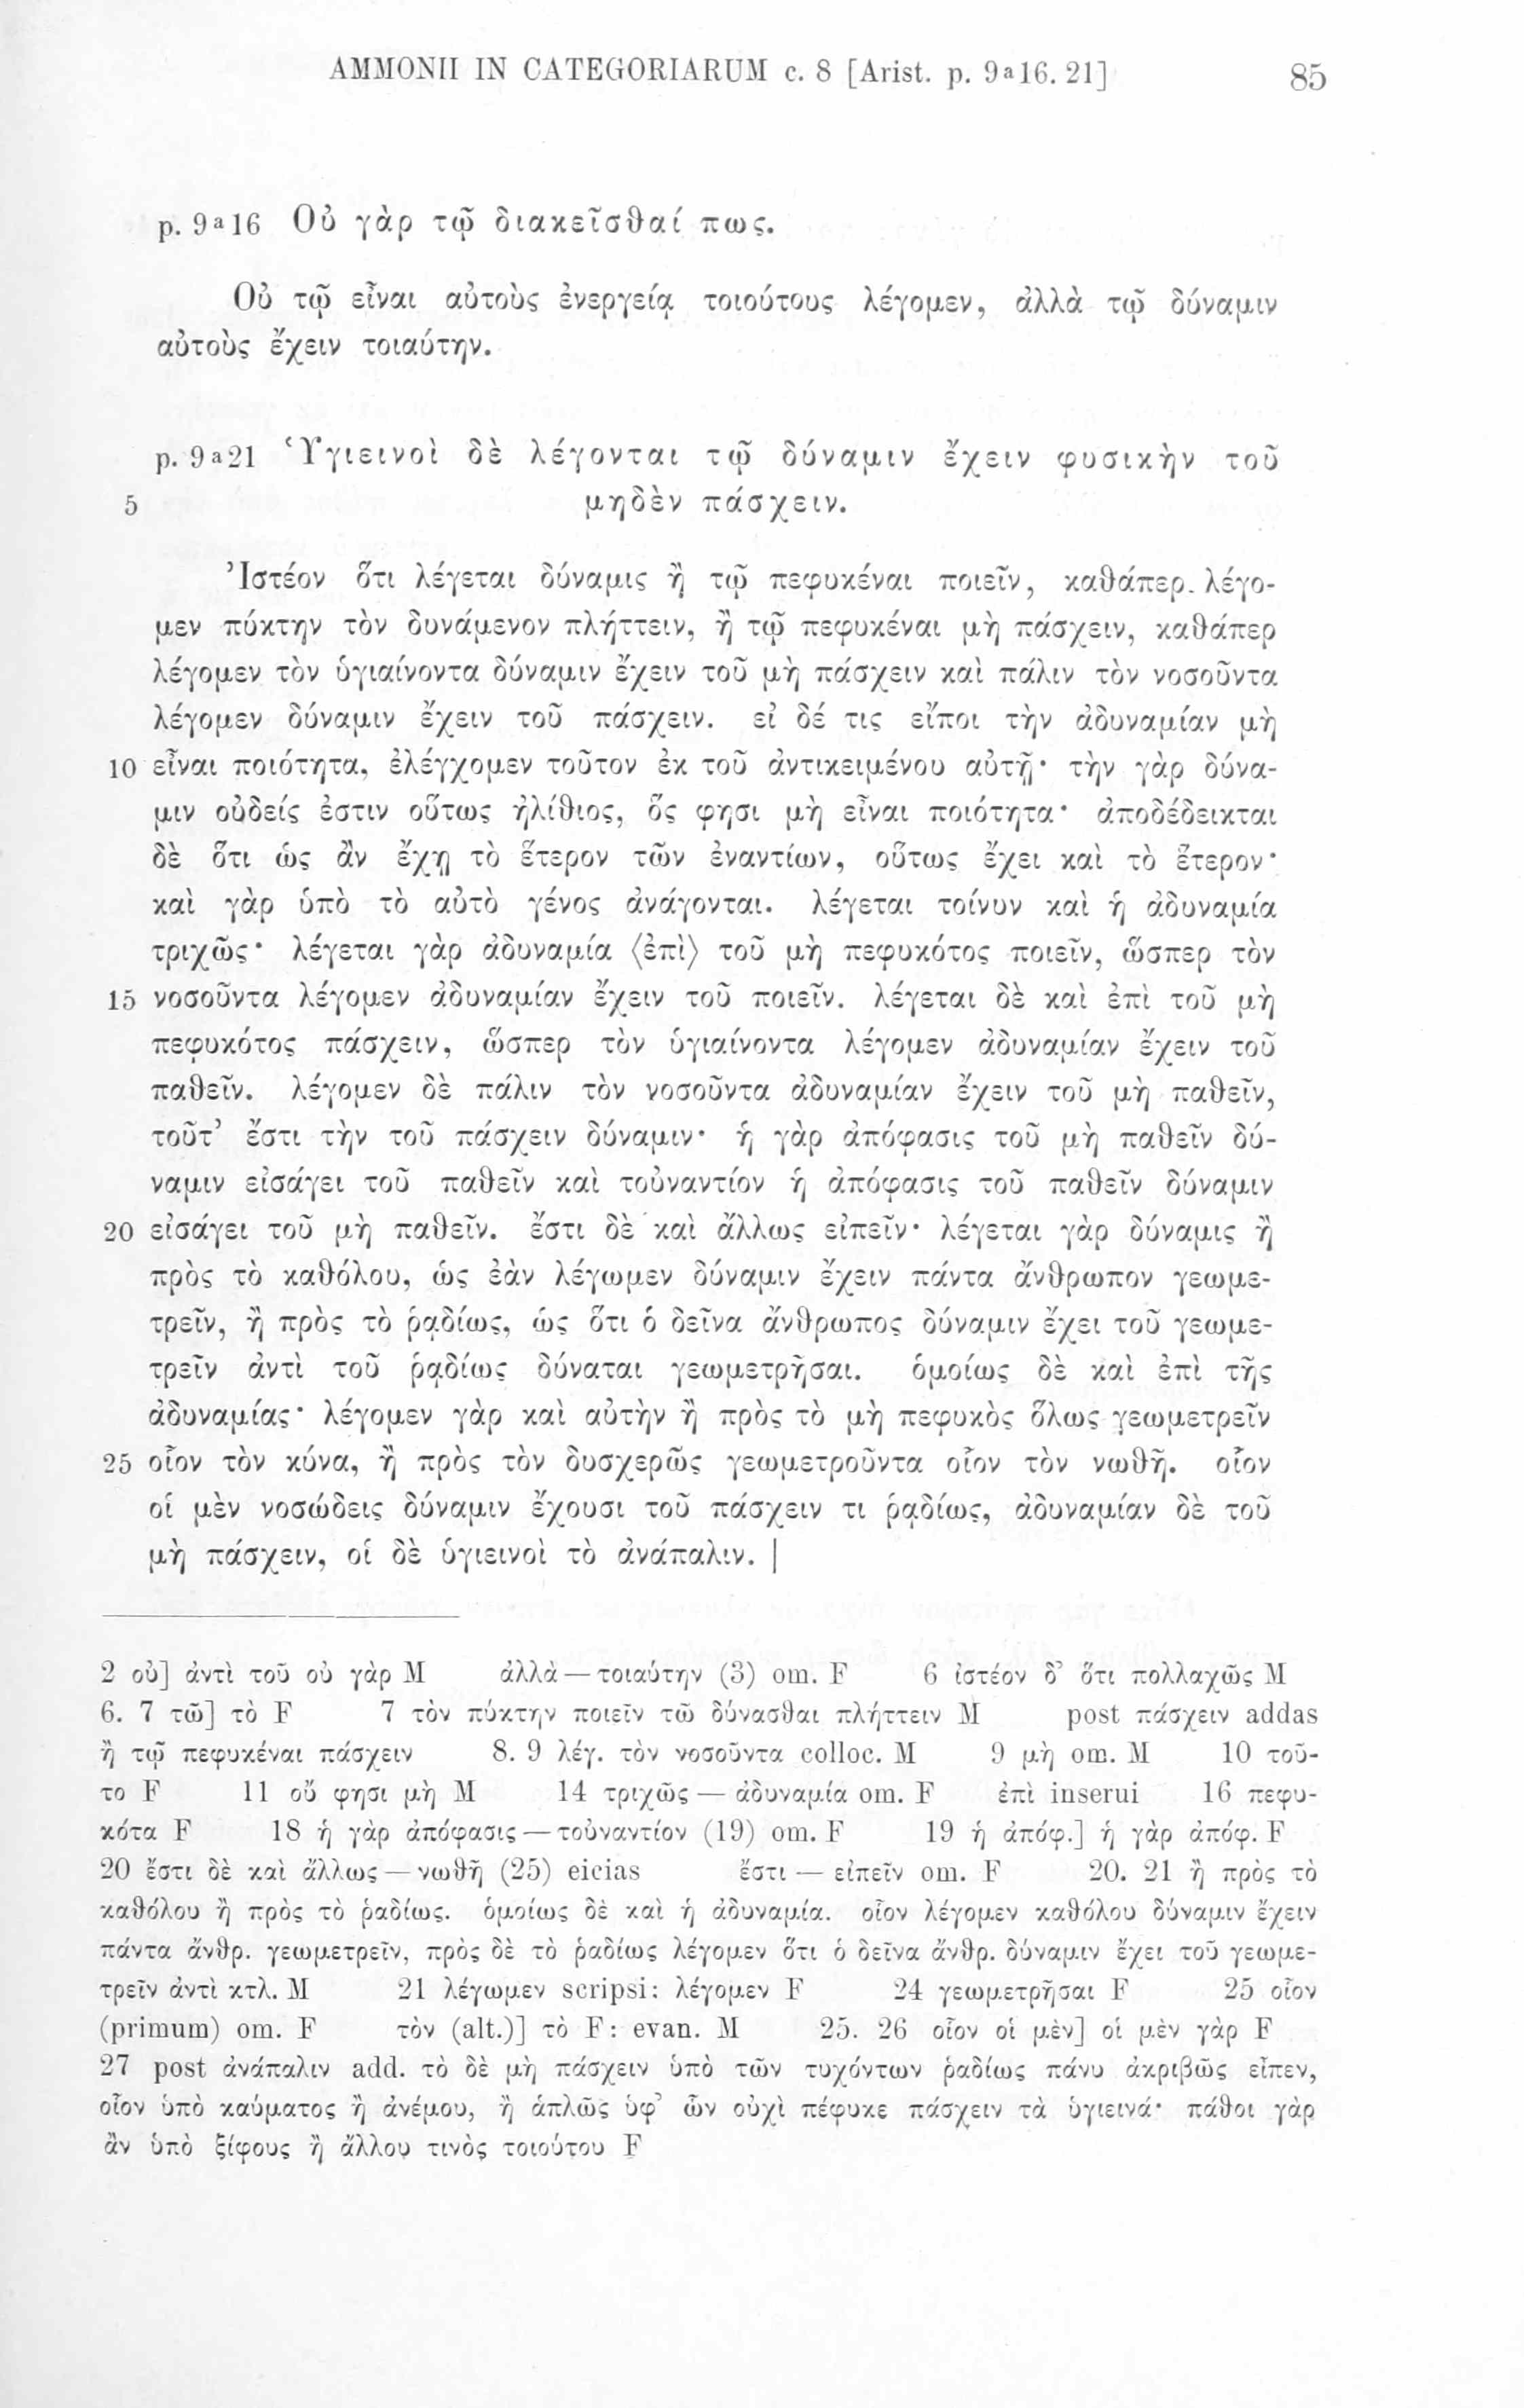 AMMONII IN CATEGORIARUM c. 8 [Arist. p. 9a16. 21] 85
p. 9a16 Οὐ γὰρ τῷ διακεῖσθαί πως.
Οὐ τῷ εἶναι αὐτοὺς ἐνεργείᾳ τοιούτους λέγομεν, ἀλλὰ τῷ δύναμιν
αὐτοὺς ἔχειν τοιαύτην.
p. 9a21 Ὑγιεινοὶ δὲ λέγονται τῷ δύναμιν ἔχειν φυσικὴν τοῦ
5 μηδὲν πάσχειν.
Ἰστέον ὅτι λέγεται δύναμις ἢ τῷ πεφυκέναι ποιεῖν, καθάπερ λέγο-
μεν πύκτην τὸν δυνάμενον πλήττειν, ἢ τῷ πεφυκέναι μὴ πάσχειν, καθάπερ
λέγομεν τὸν ὑγιαίνοντα δύναμιν ἔχειν τοῦ μὴ πάσχειν καὶ πάλιν τὸν νοσοῦντα
λέγομεν δύναμιν ἔχειν τοῦ πάσχειν. εἰ δέ τις εἴποι τὴν ἀδυναμίαν μὴ
10 εἶναι ποιότητα, ἐλέγχομεν τοῦτον ἐκ τοῦ ἀντικειμένου αὐτῇ· τὴν γὰρ δύνα-
μιν οὐδείς ἐστιν οὕτως ἠλίθιος, ὅς φησι μὴ εἶναι ποιότητα· ἀποδέδεικται
δὲ ὅτι ὡς ἂν ἔχῃ τὸ ἕτερον τῶν ἐναντίων, οὕτως ἔχει καὶ τὸ ἕτερον·
καὶ γὰρ ὑπὸ τὸ αὐτὸ γένος ἀνάγονται. λέγεται τοίνυν καὶ ἡ ἀδυναμία
τριχῶς· λέγεται γὰρ ἀδυναμία ⟨ἐπὶ⟩ τοῦ μὴ πεφυκότος ποιεῖν, ὥσπερ τὸν
15 νοσοῦντα λέγομεν ἀδυναμίαν ἔχειν τοῦ ποιεῖν. λέγεται δὲ καὶ ἐπὶ τοῦ μὴ
πεφυκότος πάσχειν, ὥσπερ τὸν ὑγιαίνοντα λέγομεν ἀδυναμίαν ἔχειν τοῦ
παθεῖν. λέγομεν δὲ πάλιν τὸν νοσοῦντα ἀδυναμίαν ἔχειν τοῦ μὴ παθεῖν,
τοῦτ’ ἔστι τὴν τοῦ πάσχειν δύναμιν· ἡ γὰρ ἀπόφασις τοῦ μὴ παθεῖν δύ-
ναμιν εἰσάγει τοῦ παθεῖν καὶ τοὐναντίον ἡ ἀπόφασις τοῦ παθεῖν δύναμιν
20 εἰσάγει τοῦ μὴ παθεῖν. ἔστι δὲ καὶ ἄλλως εἰπεῖν· λέγεται γὰρ δύναμις ἢ
πρὸς τὸ καθόλου, ὡς ἐὰν λέγωμεν δύναμιν ἔχειν πάντα ἄνθρωπον γεωμε-
τρεῖν, ἢ πρὸς τὸ ῥᾳδίως, ὡς ὅτι ὁ δεῖνα ἄνθρωπος δύναμιν ἔχει τοῦ γεωμε-
τρεῖν ἀντὶ τοῦ ῥᾳδίως δύναται γεωμετρῆσαι. ὁμοίως δὲ καὶ ἐπὶ τῆς
ἀδυναμίας· λέγομεν γὰρ καὶ αὐτὴν ἢ πρὸς τὸ μὴ πεφυκὸς ὅλως γεωμετρεῖν
25 οἷον τὸν κύνα, ἢ πρὸς τὸν δυσχερῶς γεωμετροῦντα οἷον τὸν νωθῆ. οἷον
οἱ μὲν νοσώδεις δύναμιν ἔχουσι τοῦ πάσχειν τι ῥᾳδίως, ἀδυναμίαν δὲ τοῦ
μὴ πάσχειν, οἱ δὲ ὑγιεινοὶ τὸ ἀνάπαλιν. |
2 οὐ] ἀντὶ τοῦ οὐ γὰρ M ἀλλὰ — τοιαύτην (3) om. F 6 ἰστέον δ’ ὅτι πολλαχῶς M
6. 7 τῶ] τὸ F 7 τὸν πύκτην ποιεῖν τῶ δύνασθαι πλήττειν M post πάσχειν addas
ἢ τῷ πεφυκέναι πάσχειν 8. 9 λέγ. τὸν νοσοῦντα colloc. M 9 μὴ om. M 10 τοῦ-
το F 11 οὔ φησι μὴ M 14 τριχῶς — ἀδυναμία om. F ἐπὶ inserui 16 πεφυ-
κότα F 18 ἡ γὰρ ἀπόφασις — τοὐναντίον (19) om. F 19 ἡ ἀπόφ.] ἡ γὰρ ἀπόφ. F
20 ἔστι δὲ καὶ ἄλλως — νωθῆ (25) eicias ἔστι — εἰπεῖν om. F 20. 21 ἢ πρὸς τὸ
καθόλου ἢ πρὸς τὸ ῥαδίως. ὁμοίως δὲ καὶ ἡ ἀδυναμία. οἷον λέγομεν καθόλου δύναμιν ἔχειν
πάντα ἄνθρ. γεωμετρεῖν, πρὸς δὲ τὸ ῥαδίως λέγομεν ὅτι ὁ δεῖνα ἄνθρ. δύναμιν ἔχει τοῦ γεωμε-
τρεῖν ἀντὶ κτλ. M 21 λέγωμεν scripsi: λέγομεν F 24 γεωμετρῆσαι F 25 οἷον
(primum) om. F τὸν (alt.)] τὸ F: evan. M 25. 26 οἷον οἱ μὲν] οἱ μὲν γὰρ F
27 post ἀνάπαλιν add. τὸ δὲ μὴ πάσχειν ὑπὸ τῶν τυχόντων ῥαδίως πάνυ ἀκριβῶς εἶπεν,
οἷον ὑπὸ καύματος ἢ ἀνέμου, ἢ ἁπλῶς ὑφ’ ὧν οὐχὶ πέφυκε πάσχειν τὰ ὑγιεινά· πάθοι γὰρ
ἂν ὑπὸ ξίφους ἢ ἄλλου τινὸς τοιούτου F